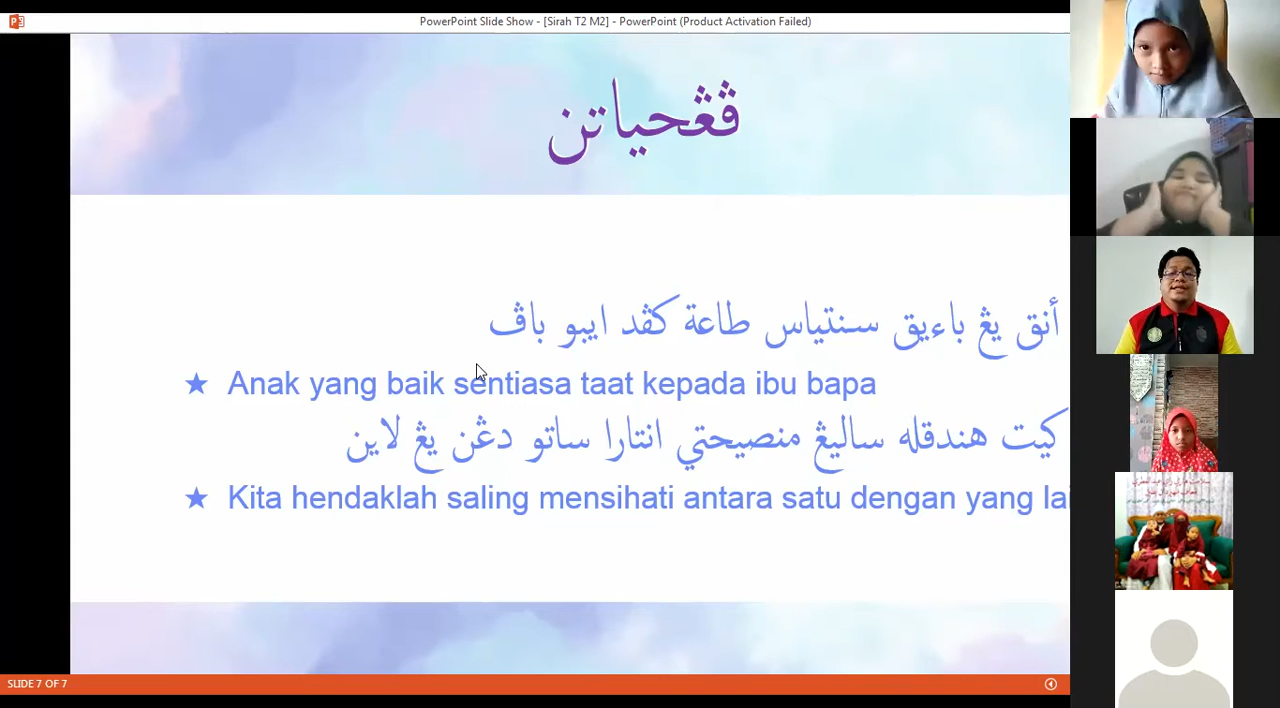 PowerPoint Slide Show - [Sirah T2 M2] - PowerPoint (Product Activation Failed)
ڤڠحياتن
أنق يڠ باءيق سنتياس طاعة كڤد ايبو باڤ
★ Anak yang baik sentiasa taat kepada ibu bapa
كيت هندقله ساليڠ منصيحتي انتارا ساتو دڠن يڠ لاين
★ Kita hendaklah saling mensihati antara satu dengan yang lai
SLIDE 7 OF 7